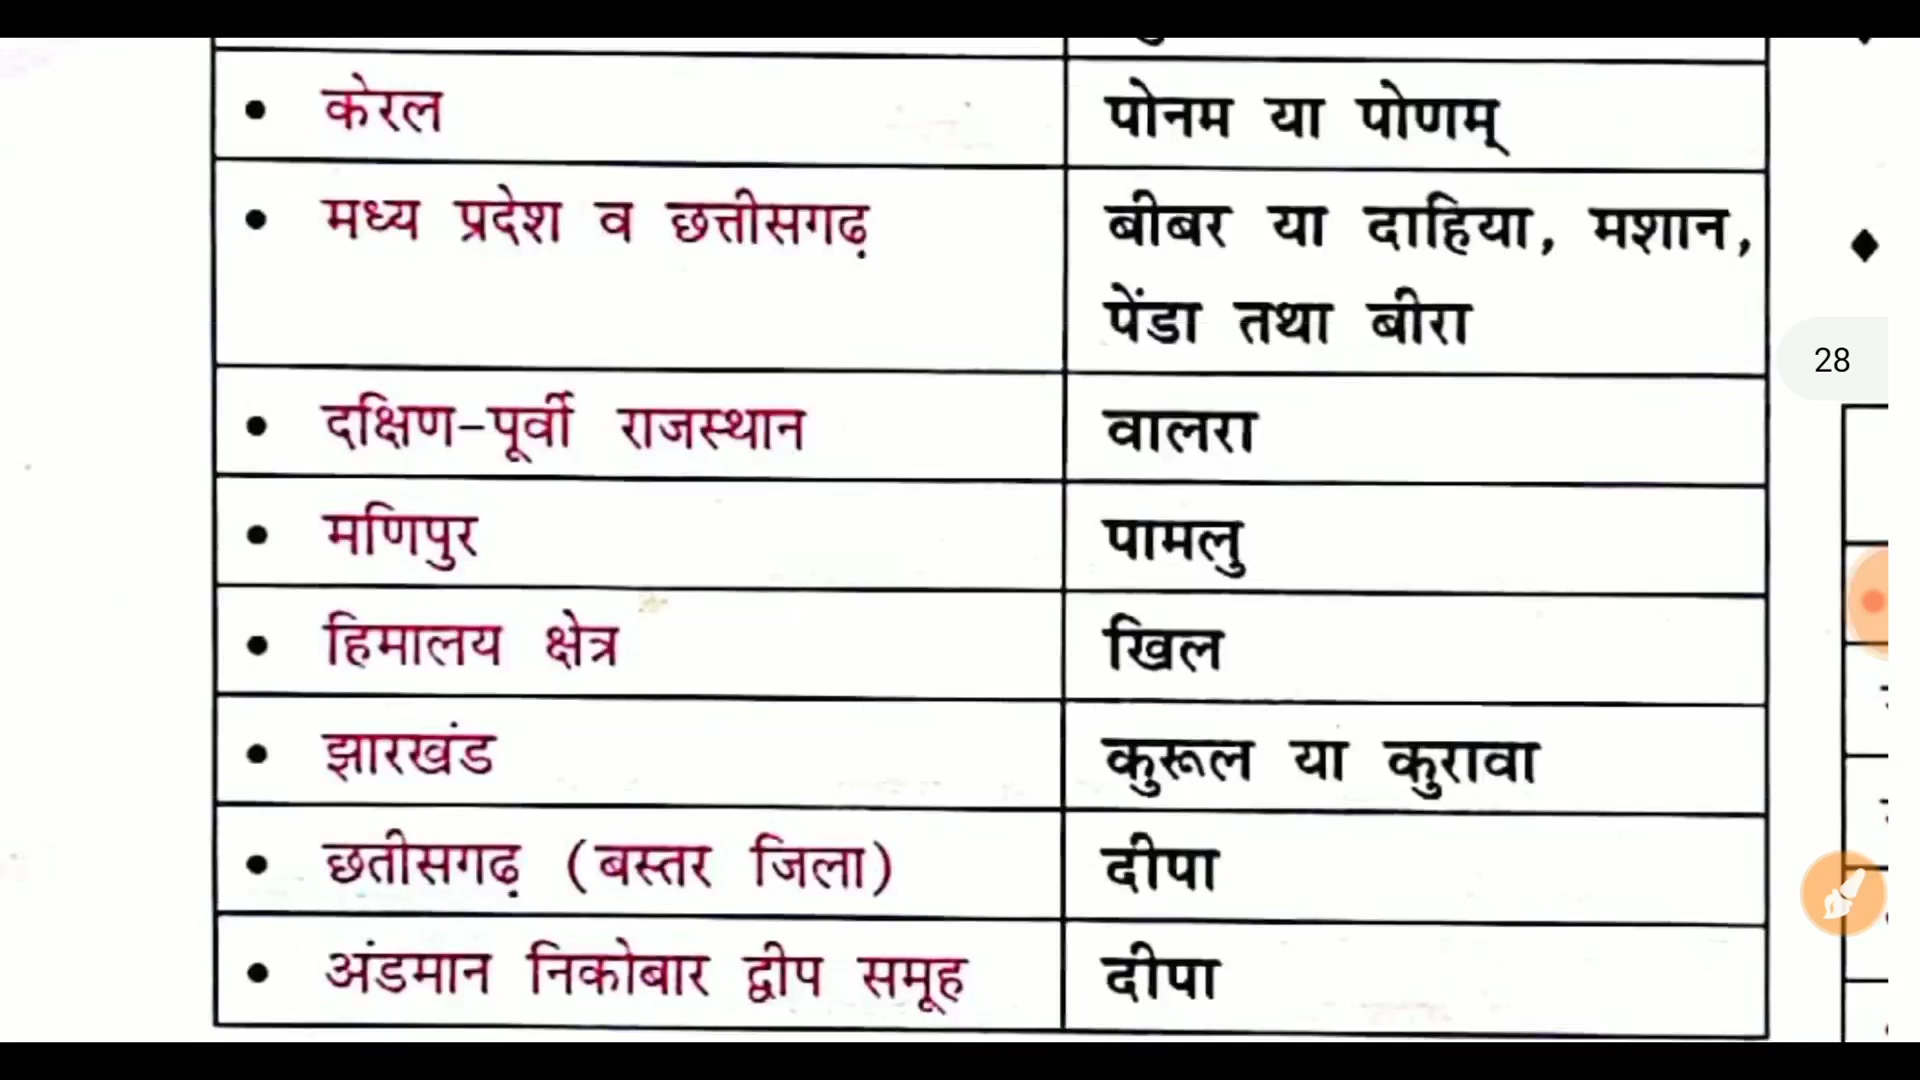 • केरल पोनम या पोणम्
• मध्य प्रदेश व छत्तीसगढ़ बीबर या दाहिया, मशान,
पेंडा तथा बीरा
• दक्षिण-पूर्वी राजस्थान वालरा
• मणिपुर पामलु
• हिमालय क्षेत्र खिल
• झारखंड कुरूल या कुरावा
• छतीसगढ़ (बस्तर जिला) दीपा
• अंडमान निकोबार द्वीप समूह दीपा
28